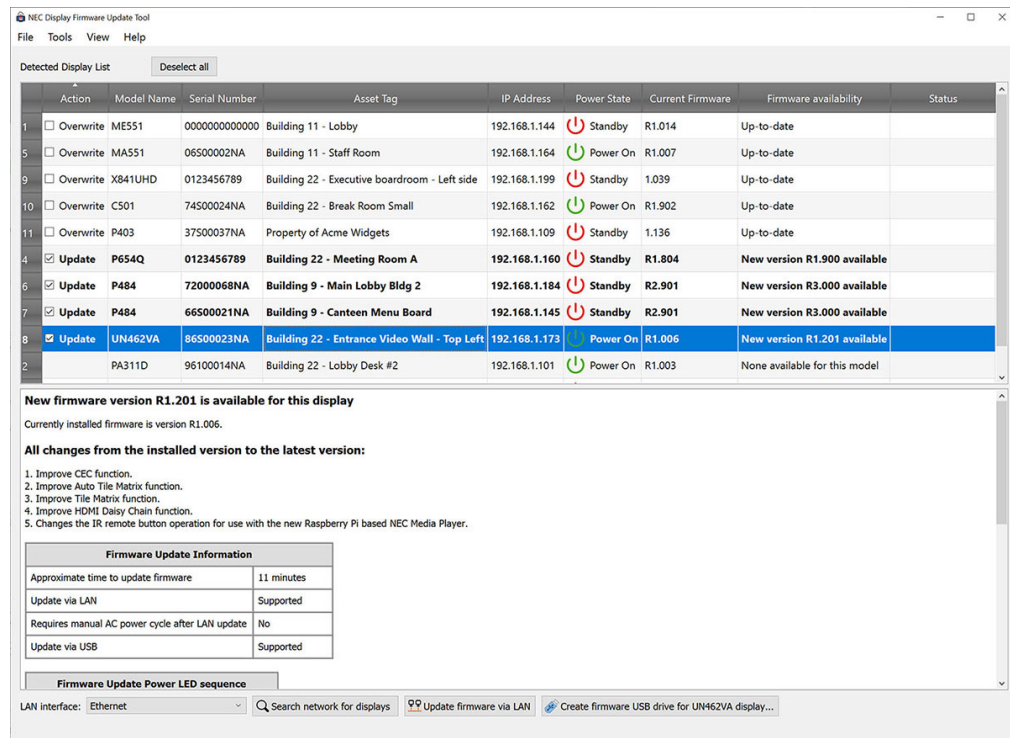 NEC Display Firmware Update Tool
File Tools View Help
Detected Display List Deselect all
Action Model Name Serial Number Asset Tag IP Address Power State Current Firmware Firmware availability Status
1 Overwrite ME551 0000000000000 Building 11 - Lobby 192.168.1.144 Standby R1.014 Up-to-date
5 Overwrite MA551 06S00002NA Building 11 - Staff Room 192.168.1.164 Power On R1.007 Up-to-date
9 Overwrite X841UHD 0123456789 Building 22 - Executive boardroom - Left side 192.168.1.199 Standby 1.039 Up-to-date
10 Overwrite C501 74S00024NA Building 22 - Break Room Small 192.168.1.162 Power On R1.902 Up-to-date
11 Overwrite P403 37S00037NA Property of Acme Widgets 192.168.1.109 Standby 1.136 Up-to-date
4 Update P654Q 0123456789 Building 22 - Meeting Room A 192.168.1.160 Standby R1.804 New version R1.900 available
6 Update P484 72000068NA Building 9 - Main Lobby Bldg 2 192.168.1.184 Standby R2.901 New version R3.000 available
7 Update P484 66S00021NA Building 9 - Canteen Menu Board 192.168.1.145 Standby R2.901 New version R3.000 available
8 Update UN462VA 86S00023NA Building 22 - Entrance Video Wall - Top Left 192.168.1.173 Power On R1.006 New version R1.201 available
2 PA311D 96100014NA Building 22 - Lobby Desk #2 192.168.1.101 Power On R1.003 None available for this model
New firmware version R1.201 is available for this display
Currently installed firmware is version R1.006.
All changes from the installed version to the latest version:
1. Improve CEC function.
2. Improve Auto Tile Matrix function.
3. Improve Tile Matrix function.
4. Improve HDMI Daisy Chain function.
5. Changes the IR remote button operation for use with the new Raspberry Pi based NEC Media Player.
Firmware Update Information
Approximate time to update firmware 11 minutes
Update via LAN Supported
Requires manual AC power cycle after LAN update No
Update via USB Supported
Firmware Update Power LED sequence
LAN interface: Ethernet Search network for displays Update firmware via LAN Create firmware USB drive for UN462VA display...